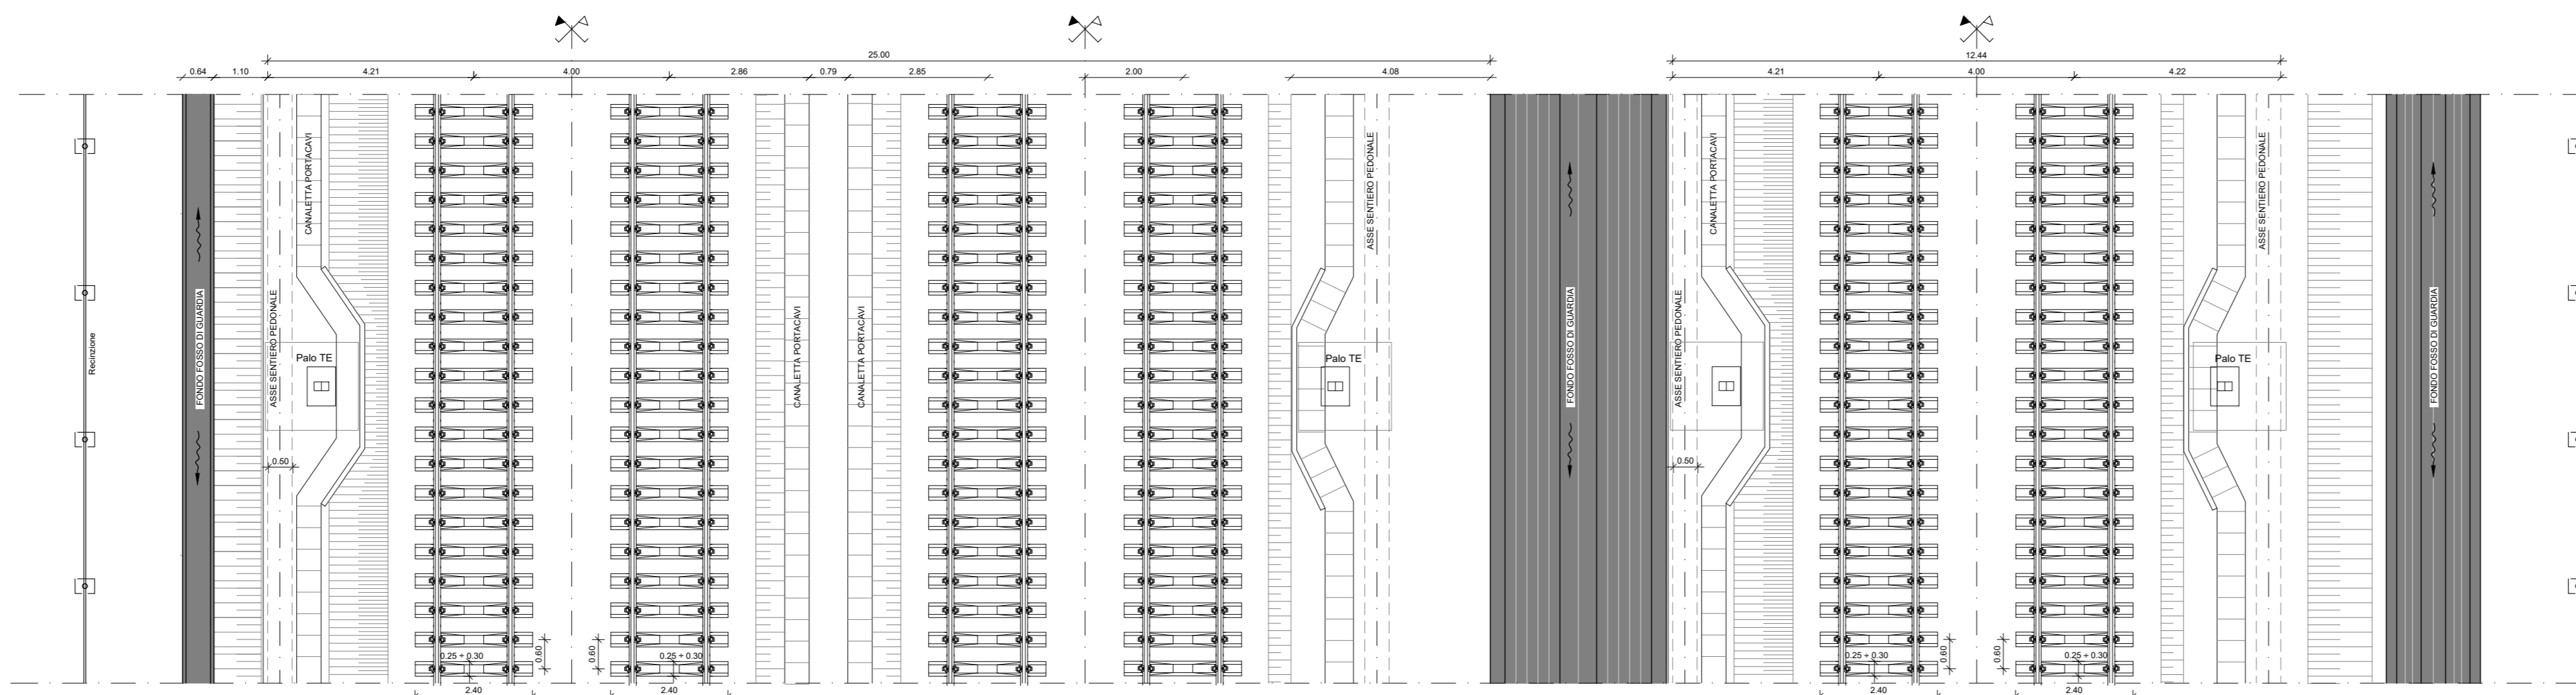 25.00
12.44
0.64
1.10
4.21
4.00
2.86
0.79
2.85
2.00
4.08
4.21
4.00
4.22
Recinzione
FONDO FOSSO DI GUARDIA
ASSE SENTIERO PEDONALE
CANALETTA PORTACAVI
Palo TE
0.50
CANALETTA PORTACAVI
CANALETTA PORTACAVI
ASSE SENTIERO PEDONALE
Palo TE
FONDO FOSSO DI GUARDIA
ASSE SENTIERO PEDONALE
CANALETTA PORTACAVI
0.50
ASSE SENTIERO PEDONALE
Palo TE
FONDO FOSSO DI GUARDIA
0.25 ÷ 0.30
0.60
0.60
0.25 ÷ 0.30
0.25 ÷ 0.30
0.60
0.60
0.25 ÷ 0.30
2.40
2.40
2.40
2.40